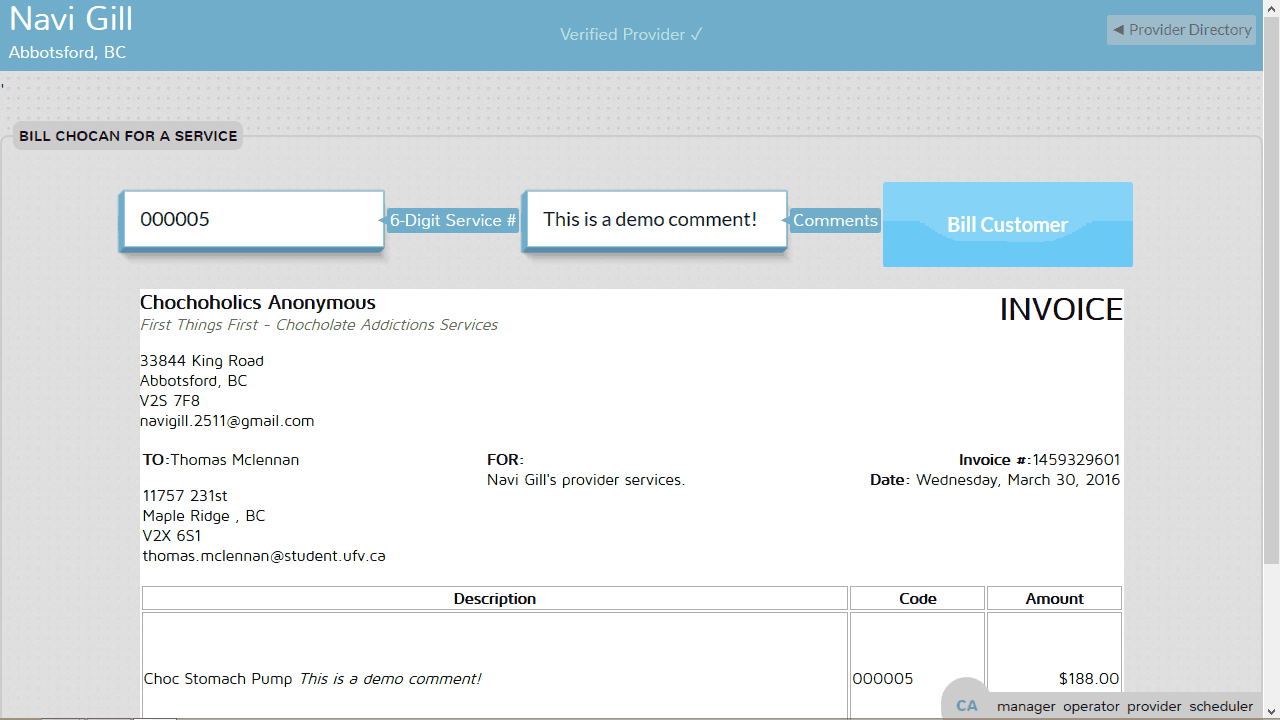 Navi Gill
Abbotsford, BC
Verified Provider ✓
◄ Provider Directory
'
BILL CHOCAN FOR A SERVICE
000005
6-Digit Service #
This is a demo comment!
Comments
Bill Customer
Chochoholics Anonymous
INVOICE
First Things First - Chocholate Addictions Services
33844 King Road
Abbotsford, BC
V2S 7F8
navigill.2511@gmail.com
TO:Thomas Mclennan
11757 231st
Maple Ridge , BC
V2X 6S1
thomas.mclennan@student.ufv.ca
FOR:
Navi Gill's provider services.
Invoice #:1459329601
Date: Wednesday, March 30, 2016
Description Code Amount
Choc Stomach Pump This is a demo comment! 000005 $188.00
CA manager operator provider scheduler